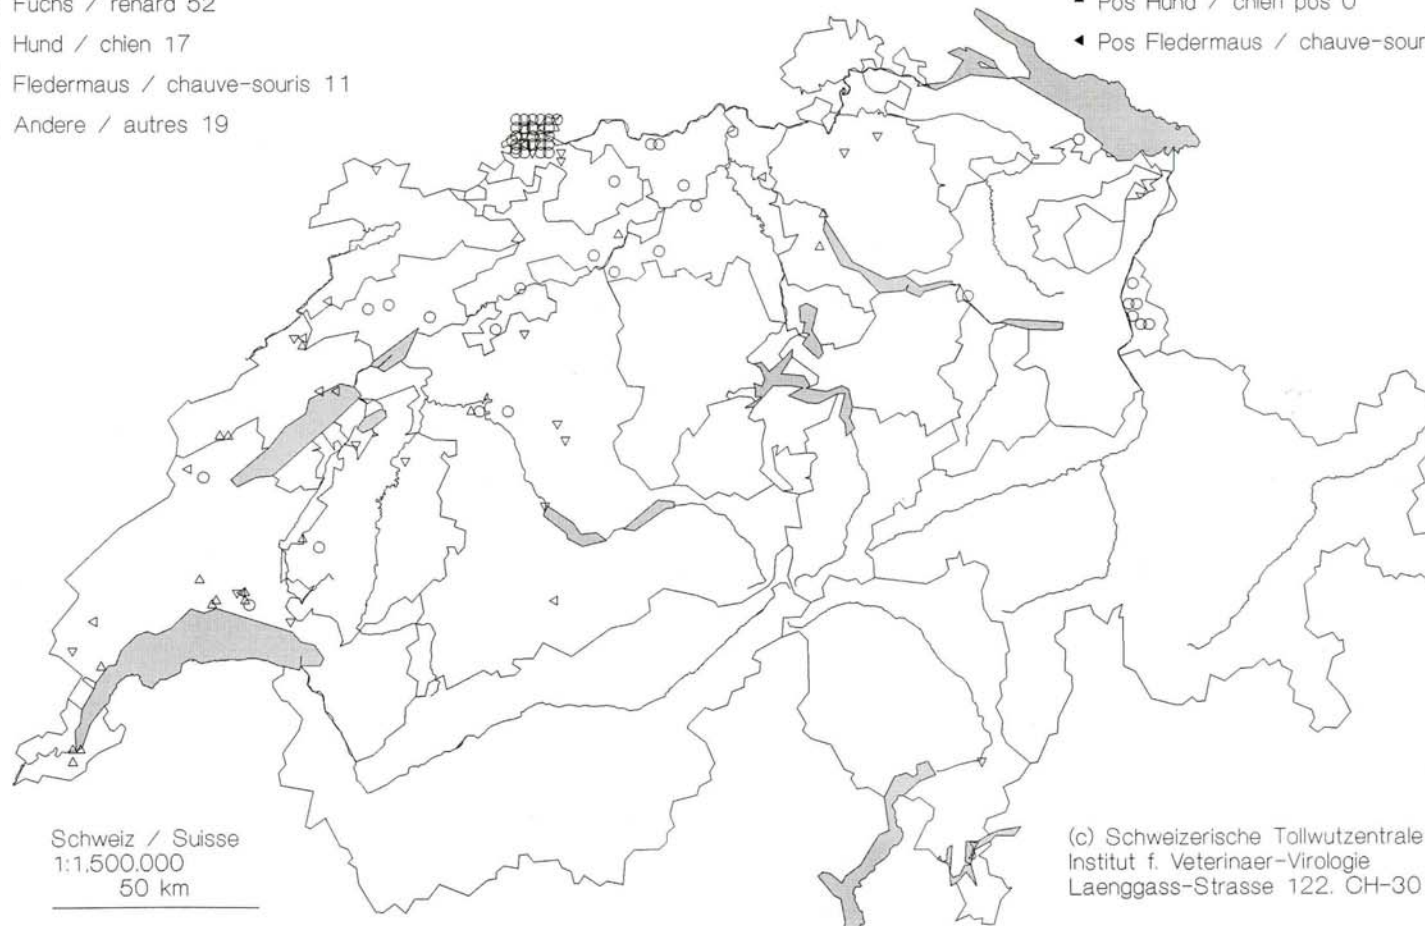 Fuchs / renard 52
Hund / chien 17
Fledermaus / chauve-souris 11
Andere / autres 19
Pos Hund / chien pos 0
Pos Fledermaus / chauve-sour
Schweiz / Suisse
1:1.500.000
50 km
(c) Schweizerische Tollwutzentrale
Institut f. Veterinaer-Virologie
Laenggass-Strasse 122. CH-30